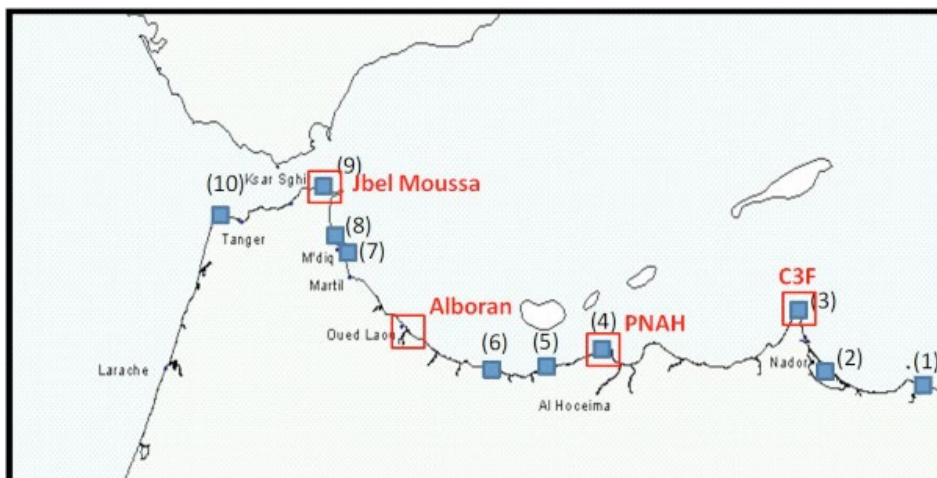 (9)
Ksar Sghi
Jbel Moussa
(10)
Tanger
(8)
M'diq
(7)
Martil
C3F
(3)
Alboran
PNAH
Oued Laou
(4)
(6)
(5)
Nador
(2)
(1)
Larache
Al Hoceima